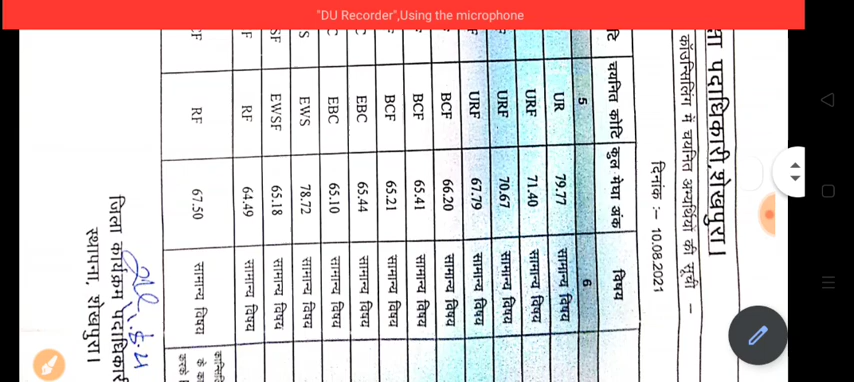 "DU Recorder",Using the microphone
पदाधिकारी,शेखपुरा।
काँउन्सिलिंग में चयनित अभ्यर्थियों की सूची –
दिनांक :– 10.08.2021
चयनित कोटि कुल मेधा अंक विषय
5 6
UR 79.77 सामान्य विषय
URF 71.40 सामान्य विषय
URF 70.67 सामान्य विषय
URF 67.79 सामान्य विषय
BCF 66.20 सामान्य विषय
BCF 65.41 सामान्य विषय
BCF 65.21 सामान्य विषय
EBC 65.44 सामान्य विषय
EBC 65.10 सामान्य विषय
EWS 78.72 सामान्य विषय
EWSF 65.18 सामान्य विषय
RF 64.49 सामान्य विषय
RF 67.50 सामान्य विषय
जिला कार्यक्रम पदाधिकारी
स्थापना, शेखपुरा।